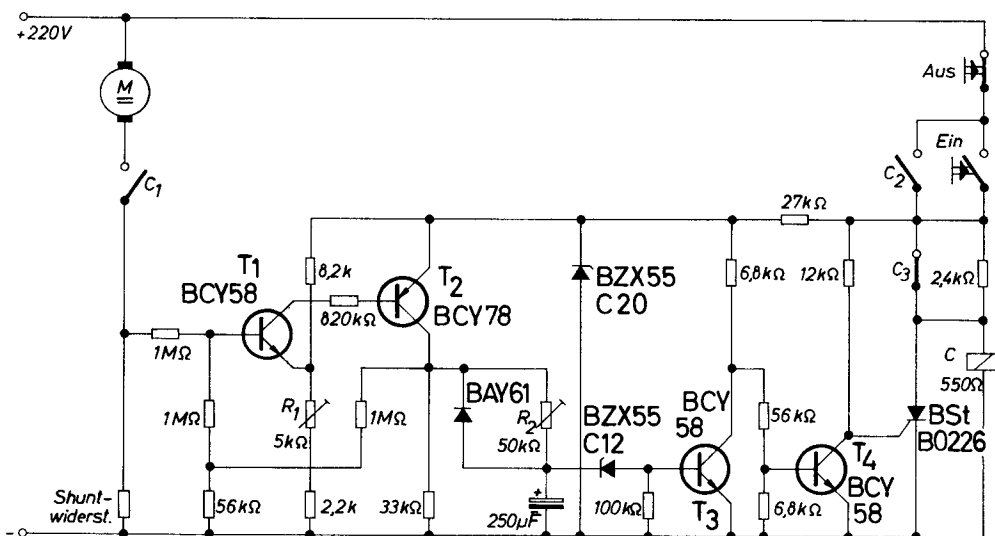 +220V
Aus
M
Ein
C1
C2
27kΩ
T1
BCY58
8,2k
T2
BCY78
820kΩ
BZX55
C20
6,8kΩ
12kΩ
C3
2,4kΩ
1MΩ
C
550Ω
1MΩ
R1
5kΩ
1MΩ
BAY61
R2
50kΩ
BZX55
C12
BCY
58
56kΩ
BSt
B0226
T4
BCY
58
Shunt-
widerst.
56kΩ
2,2k
33kΩ
+
250µF
100kΩ
T3
6,8kΩ
-